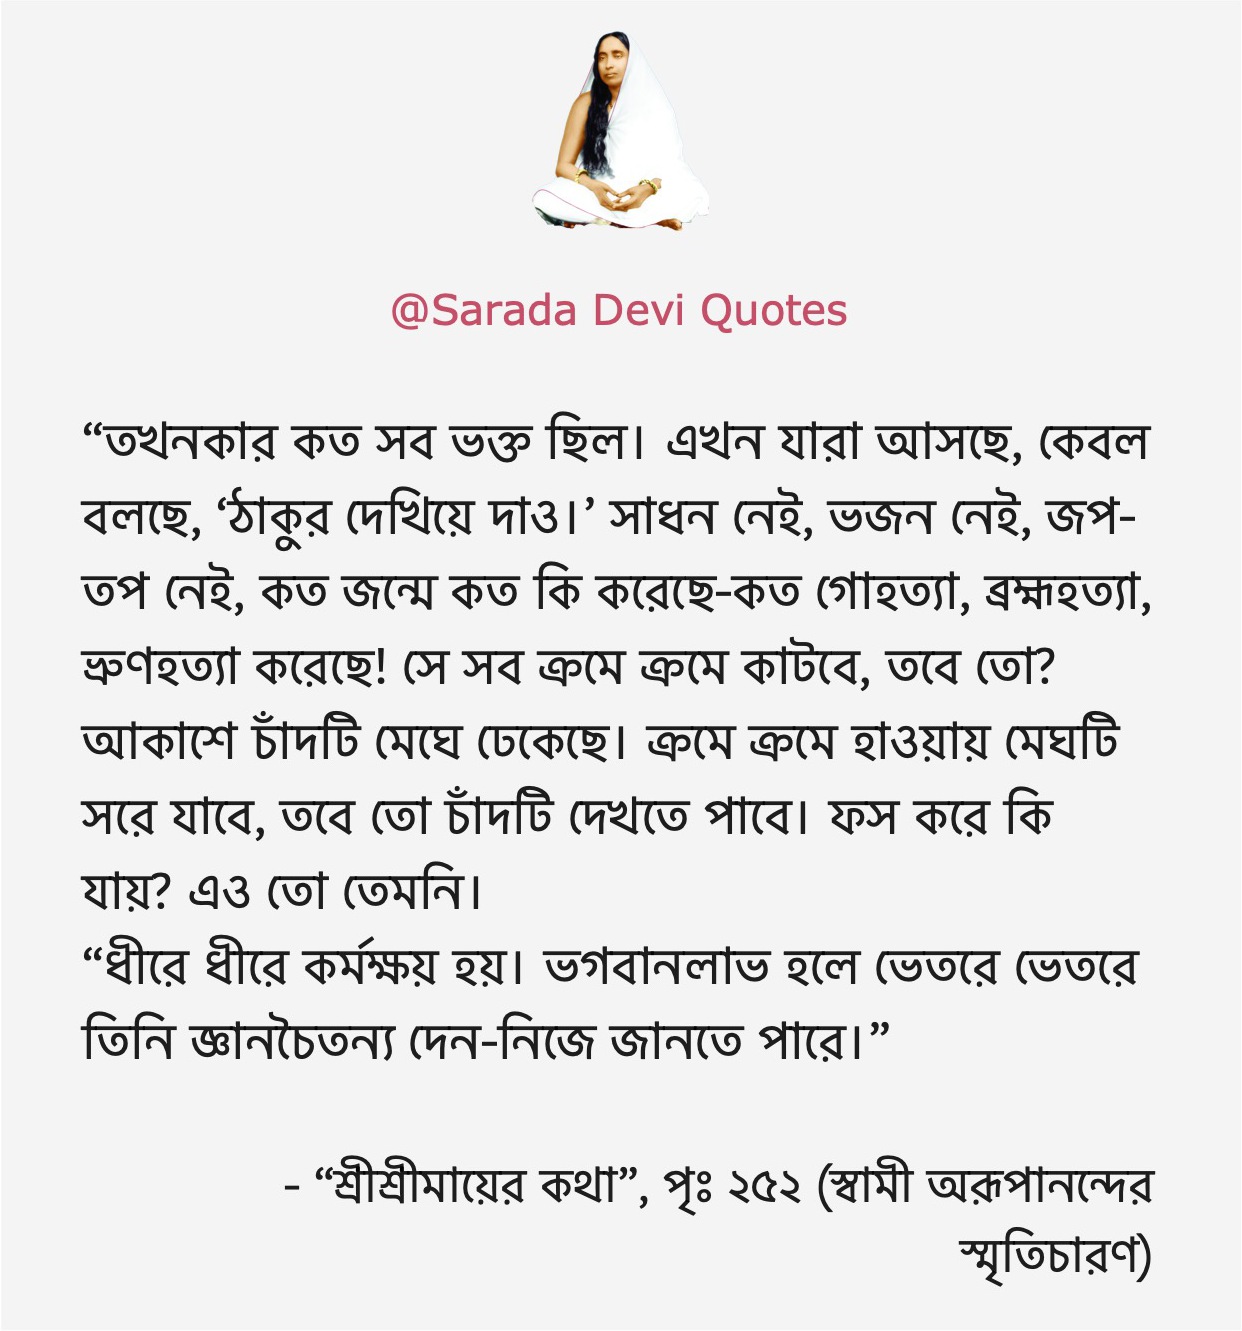 @Sarada Devi Quotes
“তখনকার কত সব ভক্ত ছিল। এখন যারা আসছে, কেবল
বলছে, ‘ঠাকুর দেখিয়ে দাও।’ সাধন নেই, ভজন নেই, জপ-
তপ নেই, কত জন্মে কত কি করেছে-কত গোহত্যা, ব্রহ্মহত্যা,
ভ্রুণহত্যা করেছে! সে সব ক্রমে ক্রমে কাটবে, তবে তো?
আকাশে চাঁদটি মেঘে ঢেকেছে। ক্রমে ক্রমে হাওয়ায় মেঘটি
সরে যাবে, তবে তো চাঁদটি দেখতে পাবে। ফস করে কি
যায়? এও তো তেমনি।
“ধীরে ধীরে কর্মক্ষয় হয়। ভগবানলাভ হলে ভেতরে ভেতরে
তিনি জ্ঞানচৈতন্য দেন-নিজে জানতে পারে।”
- “শ্রীশ্রীমায়ের কথা”, পৃঃ ২৫২ (স্বামী অরূপানন্দের
স্মৃতিচারণ)